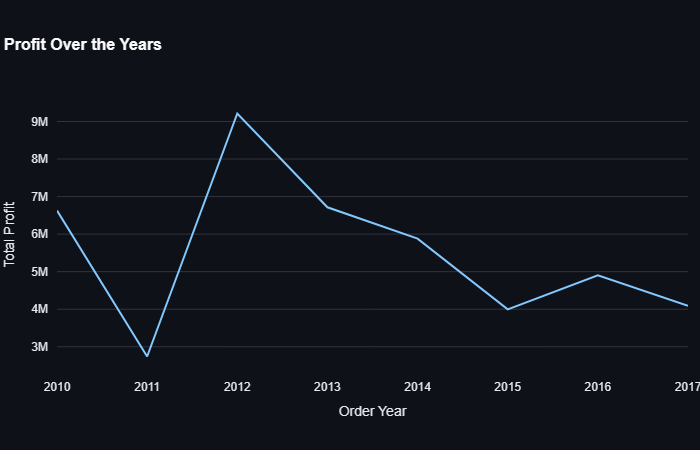 Profit Over the Years
9M
8M
7M
6M
5M
4M
3M
Total Profit
2010 2011 2012 2013 2014 2015 2016 2017
Order Year